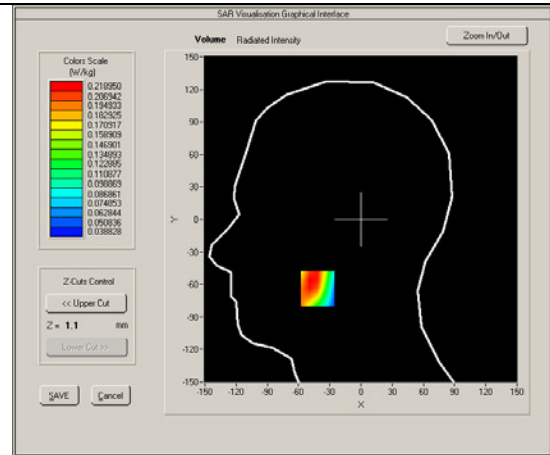 SAR Visualisation Graphical Interface
Volume Radiated Intensity
Zoom In/Out
Colors Scale
(W/kg)
0.218950
0.206942
0.194933
0.182925
0.170917
0.158909
0.146901
0.134893
0.122885
0.110877
0.098869
0.086861
0.074853
0.062844
0.050836
0.038828
Z-Cuts Control
<< Upper Cut
Z = 1.1 mm
Lower Cut >>
SAVE Cancel
150
120
90
60
30
0
-30
-60
-90
-120
-150
Y
-150 -120 -90 -60 -30 0 30 60 90 120 150
X